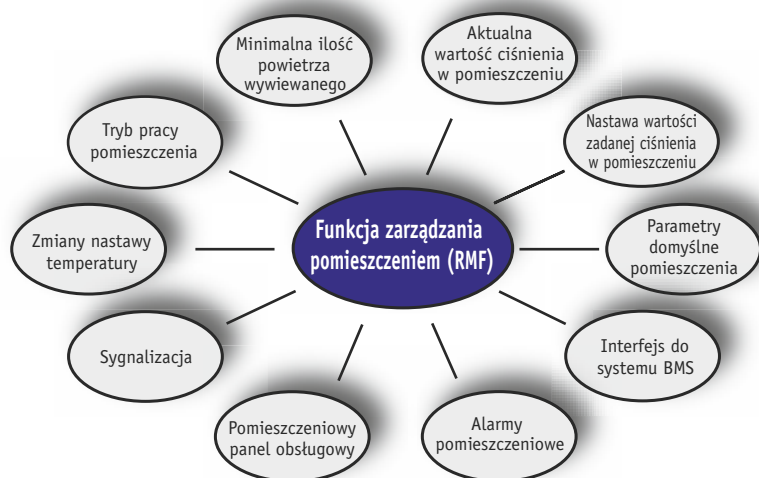 Minimalna ilość
powietrza
wywiewanego
Aktualna
wartość ciśnienia
w pomieszczeniu
Tryb pracy
pomieszczenia
Nastawa wartości
zadanej ciśnienia
w pomieszczeniu
Funkcja zarządzania
pomieszczeniem (RMF)
Zmiany nastawy
temperatury
Parametry
domyślne
pomieszczenia
Sygnalizacja
Interfejs do
systemu BMS
Pomieszczeniowy
panel obsługowy
Alarmy
pomieszczeniowe